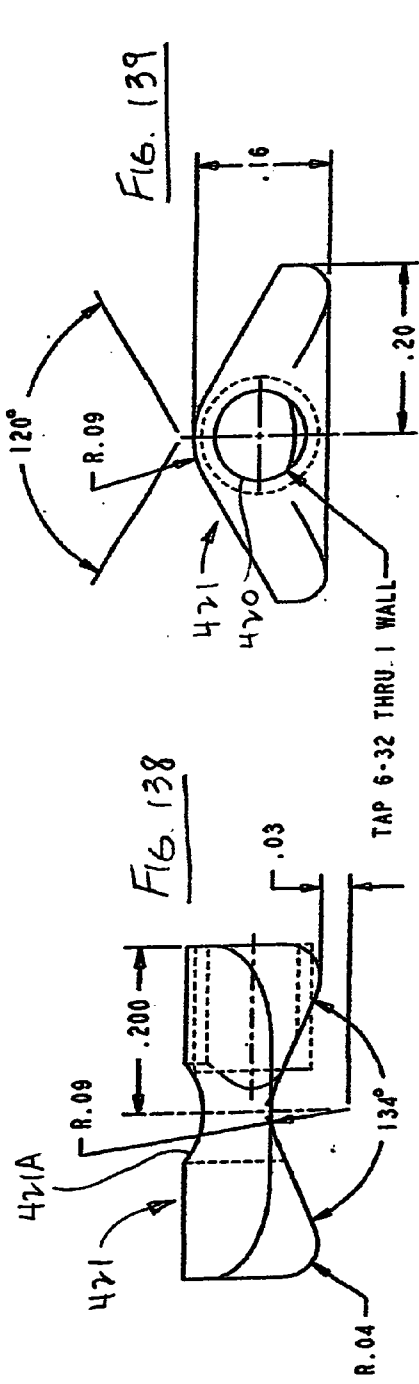 FIG. 138
421A
421
R.09
.200
.03
134°
R.04
FIG. 139
120°
R.09
421
420
.16
.20
TAP 6-32 THRU 1 WALL